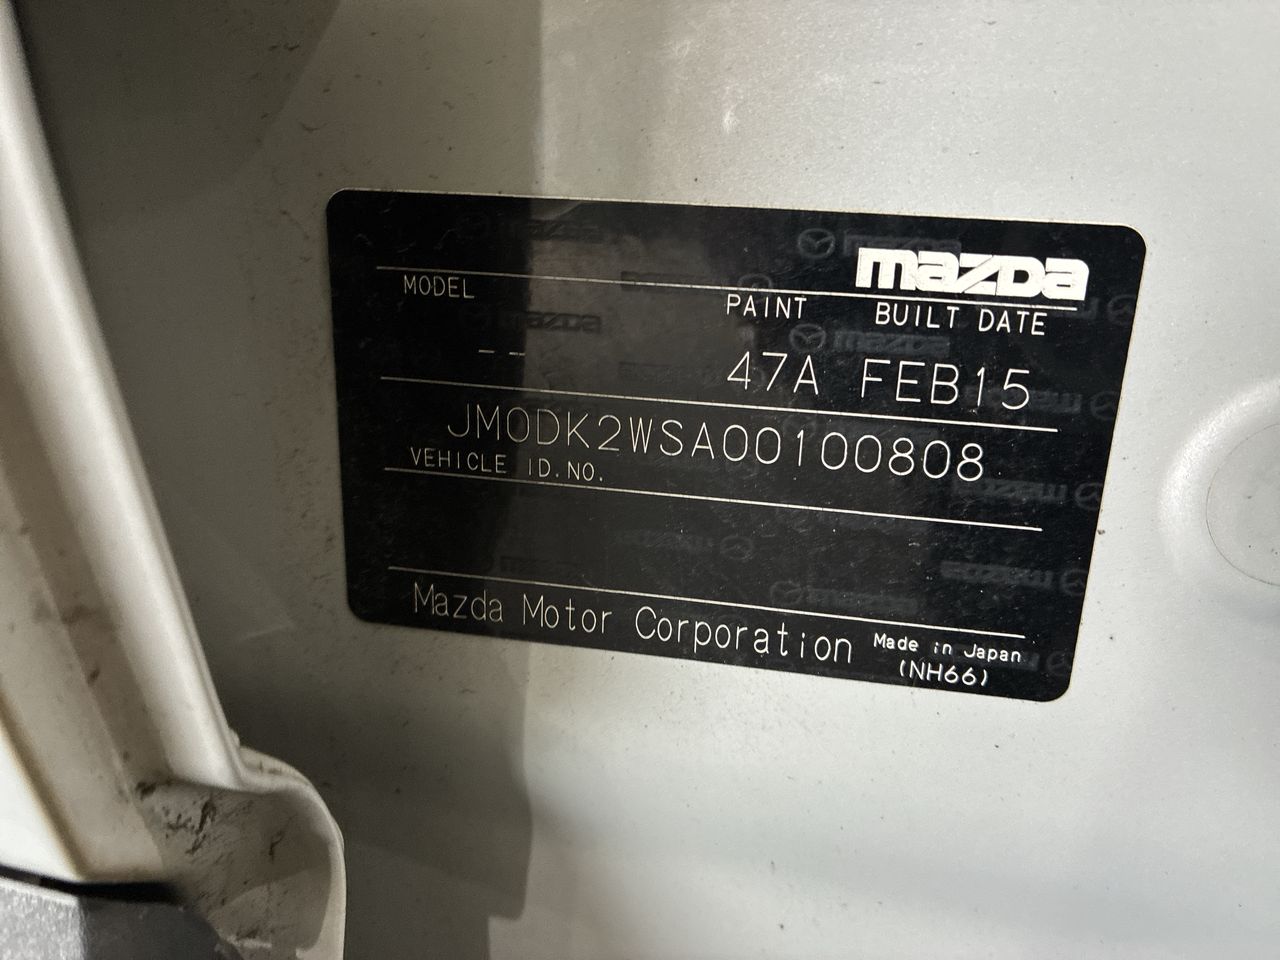 mazda
MODEL PAINT BUILT DATE
-- 47A FEB15
JM0DK2WSA00100808
VEHICLE ID.NO.
Mazda Motor Corporation Made in Japan
(NH66)